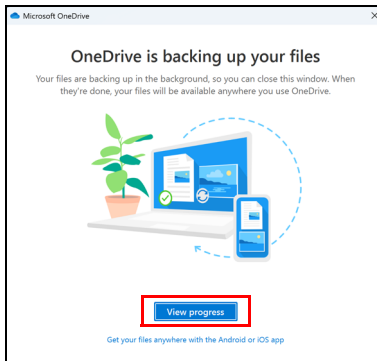 Microsoft OneDrive
OneDrive is backing up your files
Your files are backing up in the background, so you can close this window. When
they're done, your files will be available anywhere you use OneDrive.
View progress
Get your files anywhere with the Android or iOS app